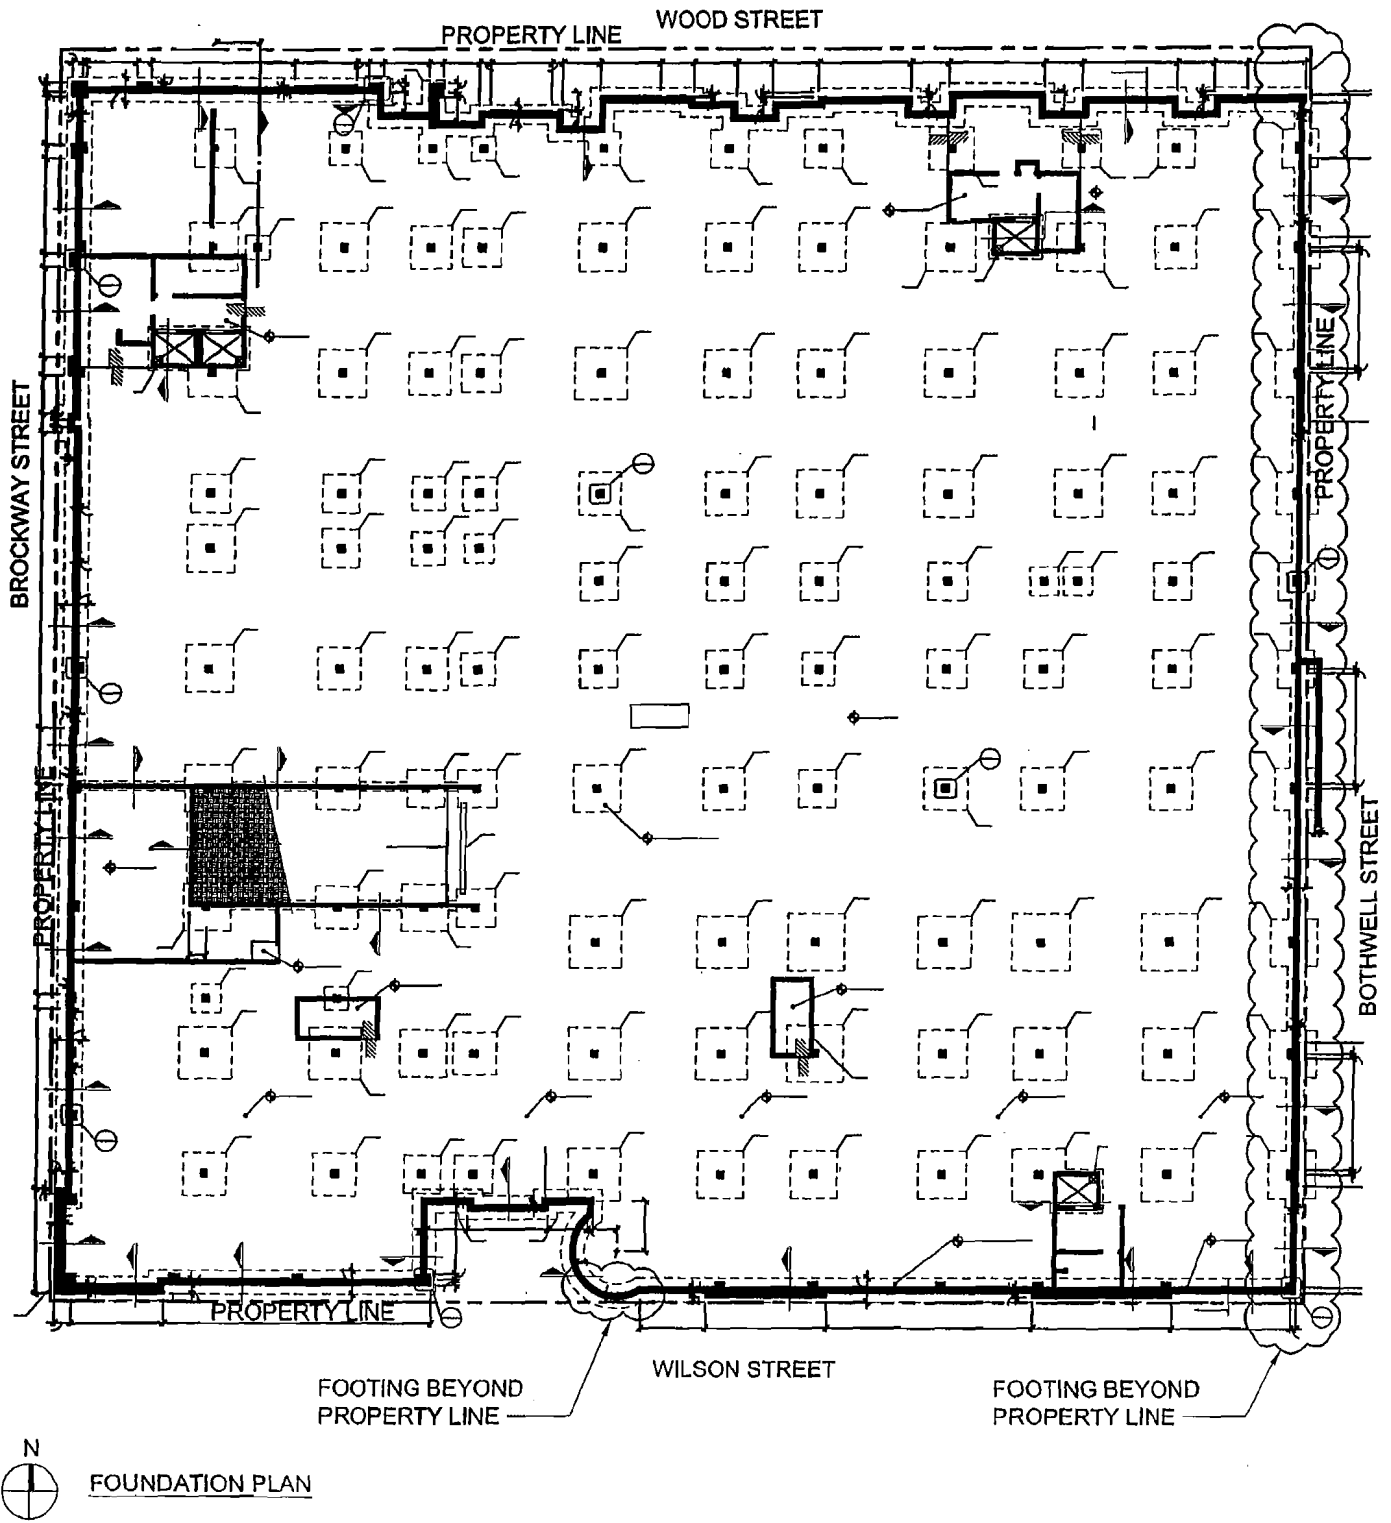 WOOD STREET
PROPERTY LINE
BROCKWAY STREET
PROPERTY LINE
PROPERTY LINE
BOTHWELL STREET
PROPERTY LINE
WILSON STREET
FOOTING BEYOND
PROPERTY LINE
FOOTING BEYOND
PROPERTY LINE
N
FOUNDATION PLAN